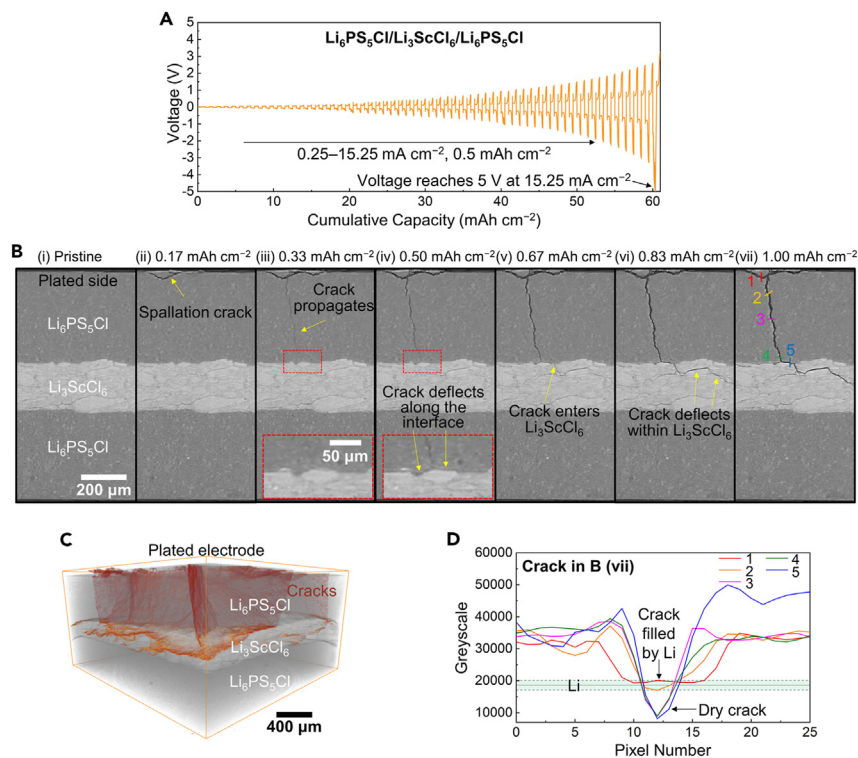 A
Li₆PS₅Cl/Li₃ScCl₆/Li₆PS₅Cl
5
4
3
2
1
0
-1
-2
-3
-4
-5
Voltage (V)
0.25–15.25 mA cm⁻², 0.5 mAh cm⁻²
Voltage reaches 5 V at 15.25 mA cm⁻²
0 10 20 30 40 50 60
Cumulative Capacity (mAh cm⁻²)
B
(i) Pristine (ii) 0.17 mAh cm⁻² (iii) 0.33 mAh cm⁻² (iv) 0.50 mAh cm⁻² (v) 0.67 mAh cm⁻² (vi) 0.83 mAh cm⁻² (vii) 1.00 mAh cm⁻²
Plated side
Li₆PS₅Cl
Li₃ScCl₆
Li₆PS₅Cl
200 μm
Spallation crack
Crack
propagates
50 μm
Crack deflects
along the
interface
Crack enters
Li₃ScCl₆
Crack deflects
within Li₃ScCl₆
1
2
3
4
5
C
Plated electrode
Cracks
Li₆PS₅Cl
Li₃ScCl₆
Li₆PS₅Cl
400 μm
D
60000
50000
40000
30000
20000
10000
Greyscale
Crack in B (vii)
1
2
3
4
5
Crack
filled
by Li
Li
Dry crack
0 5 10 15 20 25
Pixel Number